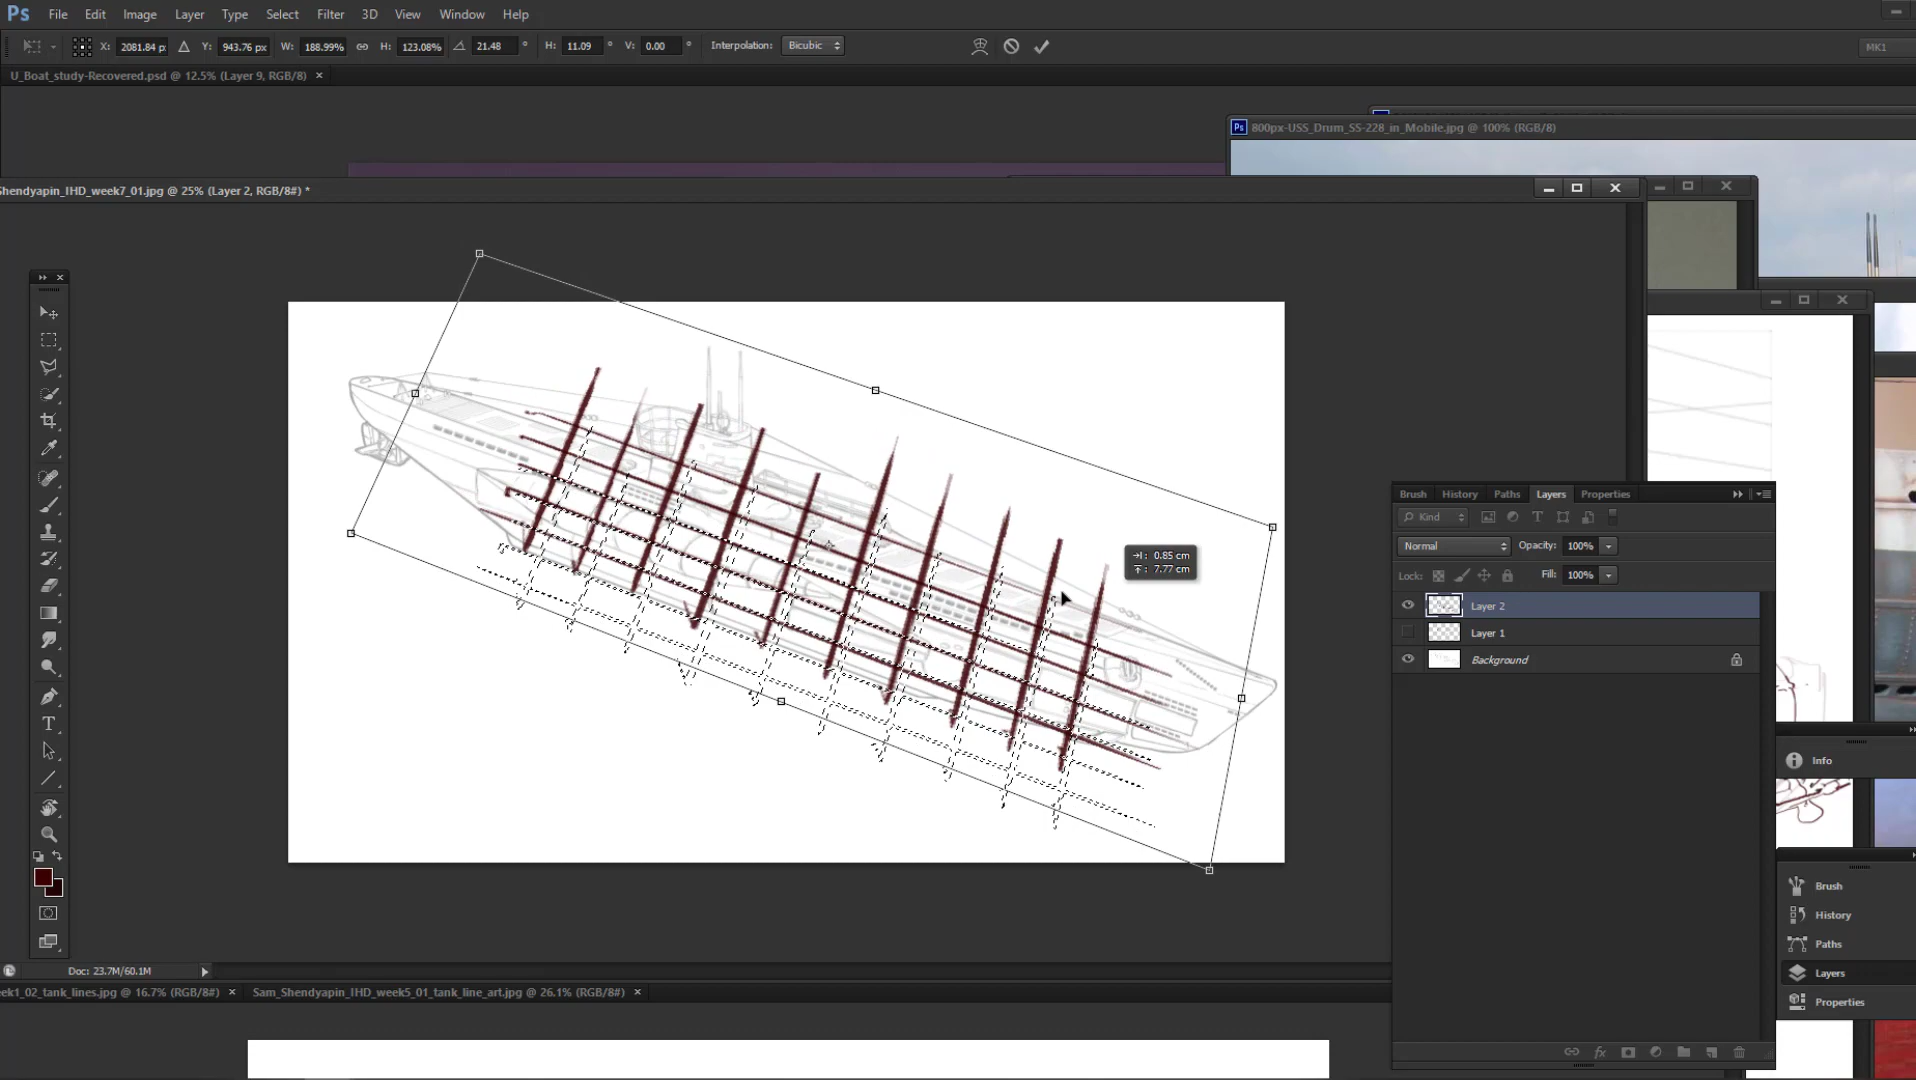 Ps File Edit Image Layer Type Select Filter 3D View Window Help
X: 2081.84 p Y: 943.76 px W: 188.99% H: 123.08% 21.48 ° H: 11.09 ° V: 0.00 ° Interpolation: Bicubic MK1
U_Boat_study-Recovered.psd @ 12.5% (Layer 9, RGB/8) ×
Ps 800px-USS_Drum_SS-228_in_Mobile.jpg @ 100% (RGB/8)
Shendyapin_IHD_week7_01.jpg @ 25% (Layer 2, RGB/8#) *
0.85 cm
7.77 cm
Brush History Paths Layers Properties
Kind
Normal Opacity: 100%
Lock: Fill: 100%
Layer 2
Layer 1
Background
Info
Brush
History
Paths
Layers
Properties
Doc: 23.7M/60.1M
eek1_02_tank_lines.jpg @ 16.7% (RGB/8#) × Sam_Shendyapin_IHD_week5_01_tank_line_art.jpg @ 26.1% (RGB/8#) ×